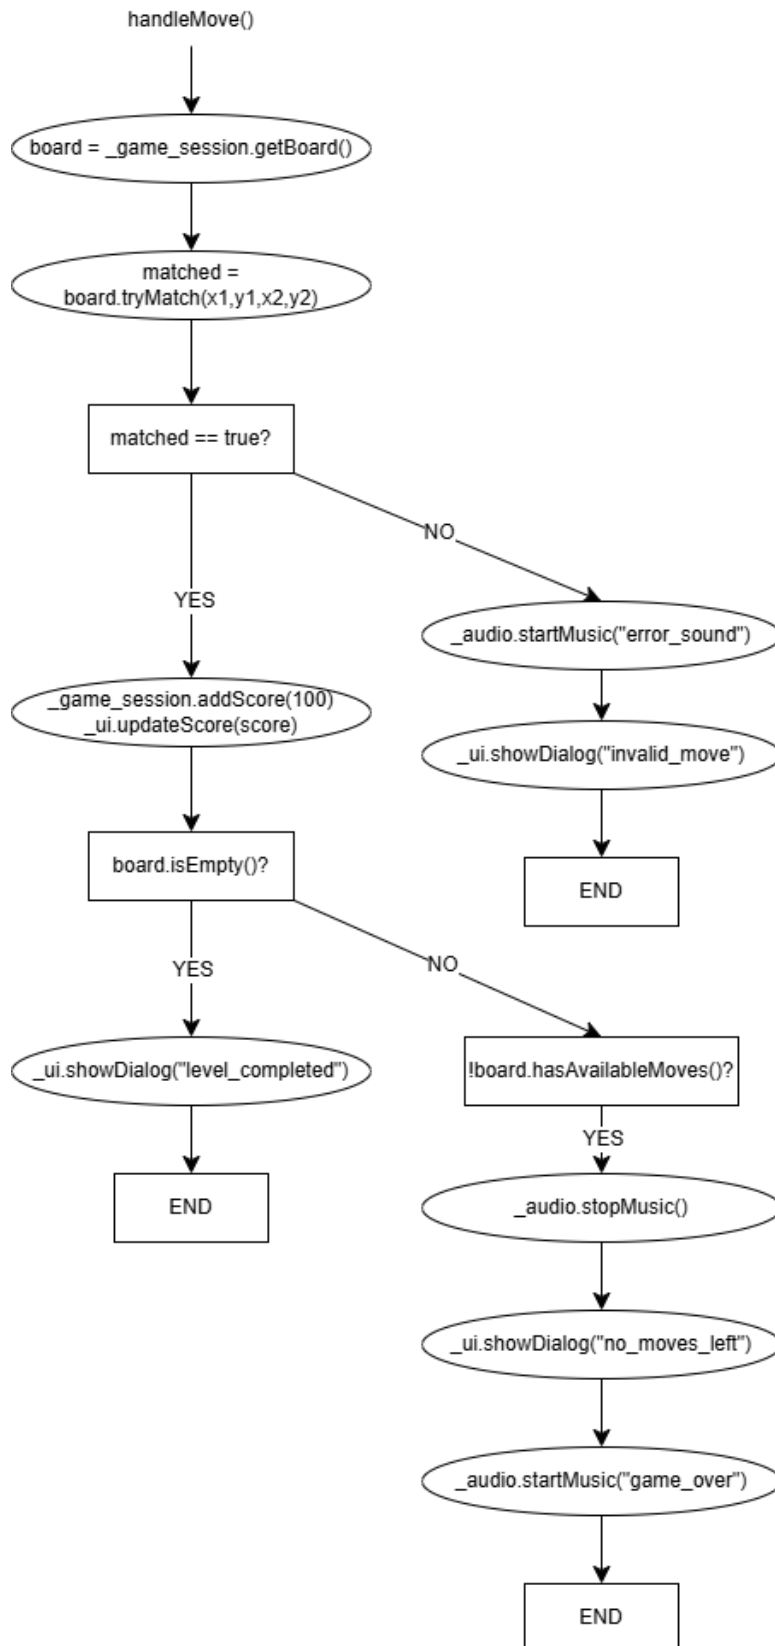 handleMove()
board = _game_session.getBoard()
matched =
board.tryMatch(x1,y1,x2,y2)
matched == true?
NO
YES
_audio.startMusic("error_sound")
_game_session.addScore(100)
_ui.updateScore(score)
_ui.showDialog("invalid_move")
board.isEmpty()?
END
YES
NO
_ui.showDialog("level_completed")
!board.hasAvailableMoves()?
YES
END
_audio.stopMusic()
_ui.showDialog("no_moves_left")
_audio.startMusic("game_over")
END